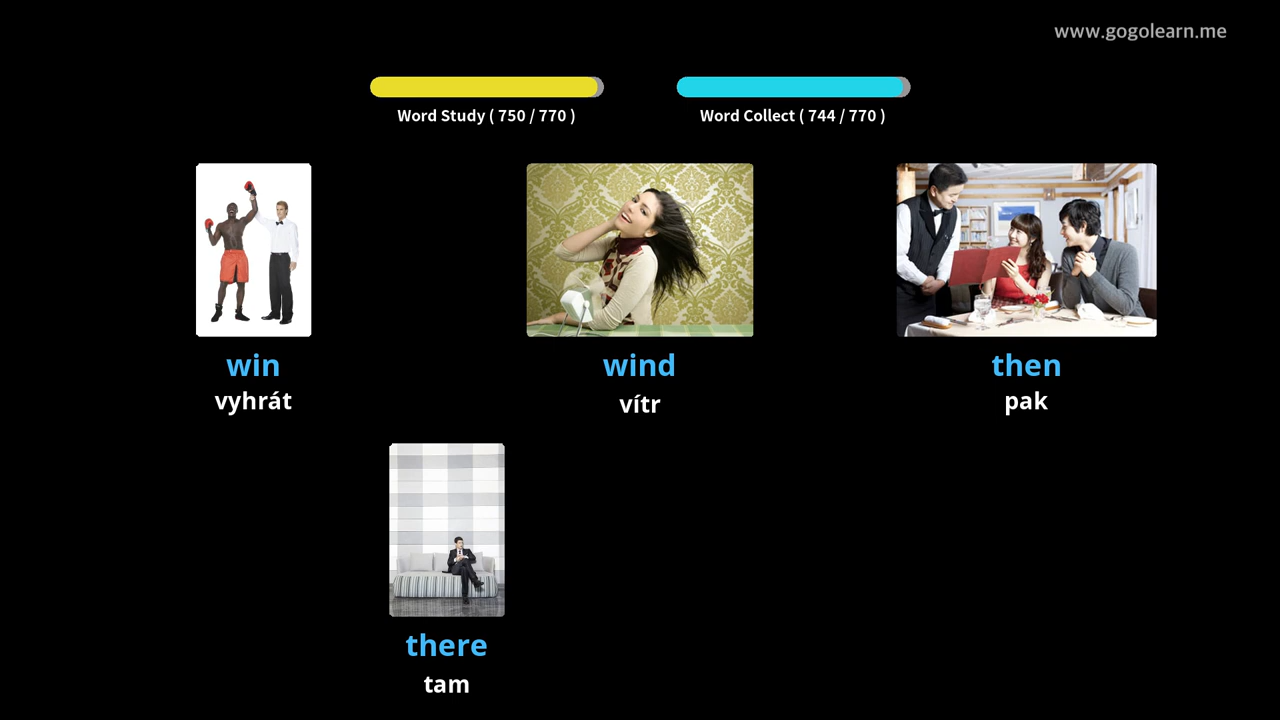 www.gogolearn.me
Word Study ( 750 / 770 )
Word Collect ( 744 / 770 )
win
vyhrát
wind
vítr
then
pak
there
tam